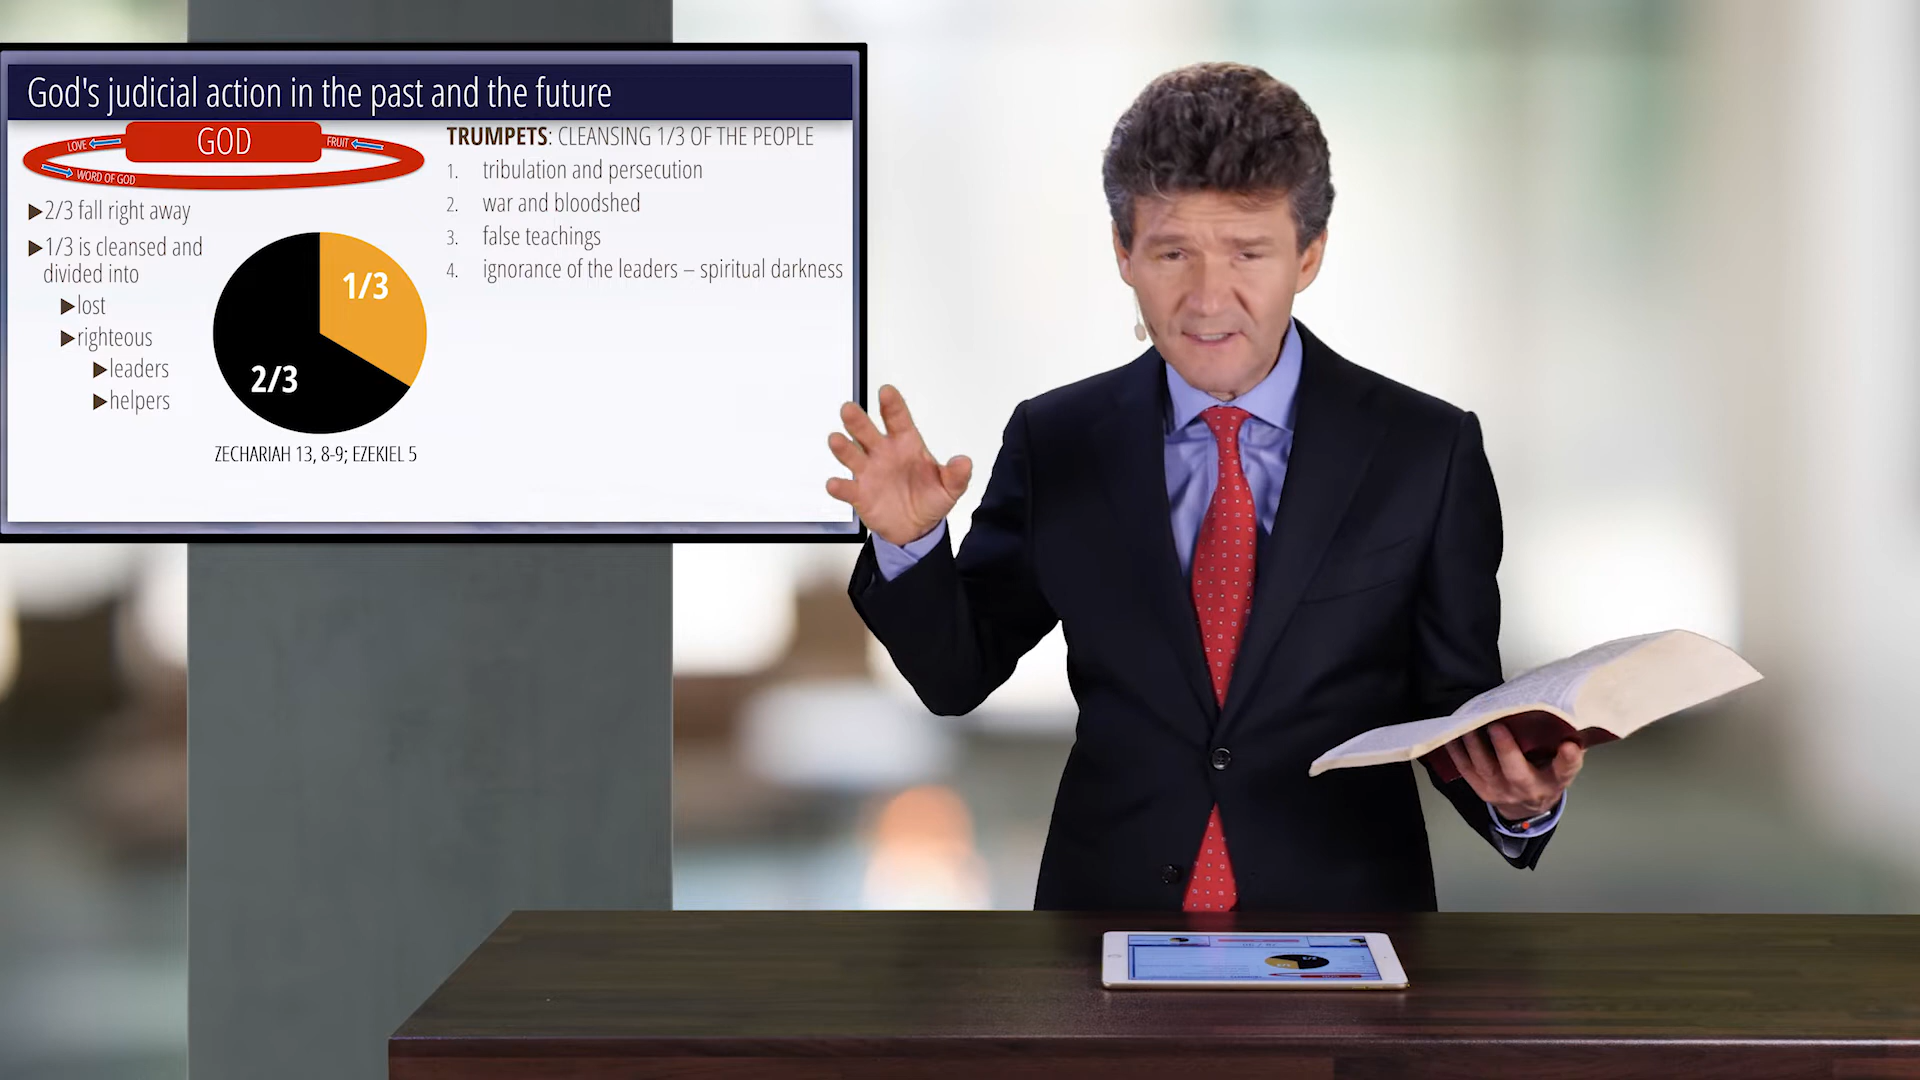 God's judicial action in the past and the future
GOD
LOVE
FRUIT
WORD OF GOD
▶2/3 fall right away
▶1/3 is cleansed and
divided into
▶lost
▶righteous
▶leaders
▶helpers
1/3
2/3
ZECHARIAH 13, 8-9; EZEKIEL 5
TRUMPETS: CLEANSING 1/3 OF THE PEOPLE
1. tribulation and persecution
2. war and bloodshed
3. false teachings
4. ignorance of the leaders – spiritual darkness